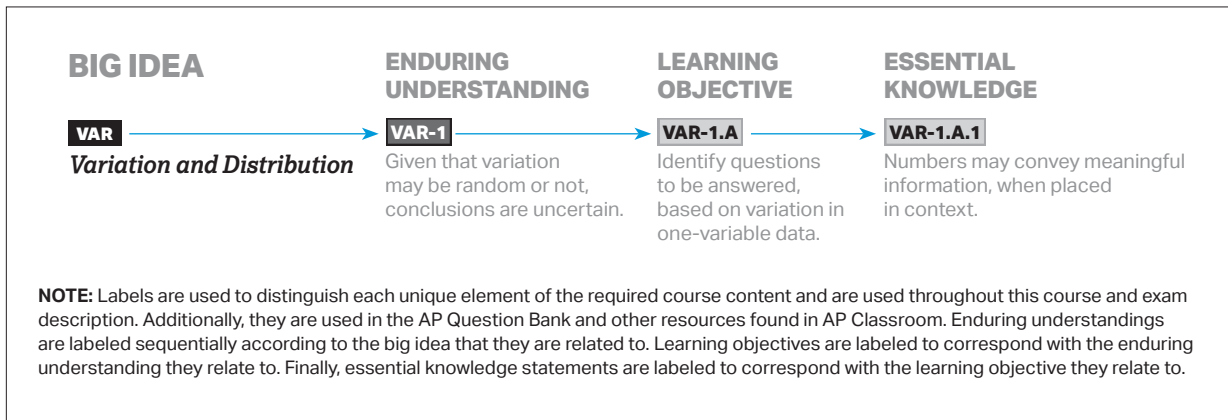 BIG IDEA
ENDURING
UNDERSTANDING
LEARNING
OBJECTIVE
ESSENTIAL
KNOWLEDGE
VAR
VAR-1
VAR-1.A
VAR-1.A.1
Variation and Distribution
Given that variation
may be random or not,
conclusions are uncertain.
Identify questions
to be answered,
based on variation in
one-variable data.
Numbers may convey meaningful
information, when placed
in context.
NOTE: Labels are used to distinguish each unique element of the required course content and are used throughout this course and exam
description. Additionally, they are used in the AP Question Bank and other resources found in AP Classroom. Enduring understandings
are labeled sequentially according to the big idea that they are related to. Learning objectives are labeled to correspond with the enduring
understanding they relate to. Finally, essential knowledge statements are labeled to correspond with the learning objective they relate to.